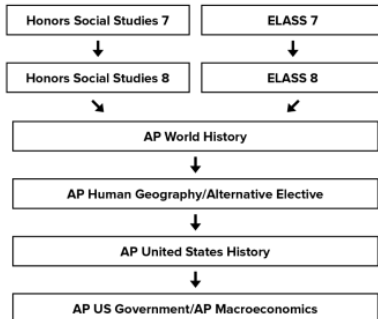 Honors Social Studies 7
ELASS 7
Honors Social Studies 8
ELASS 8
AP World History
AP Human Geography/Alternative Elective
AP United States History
AP US Government/AP Macroeconomics